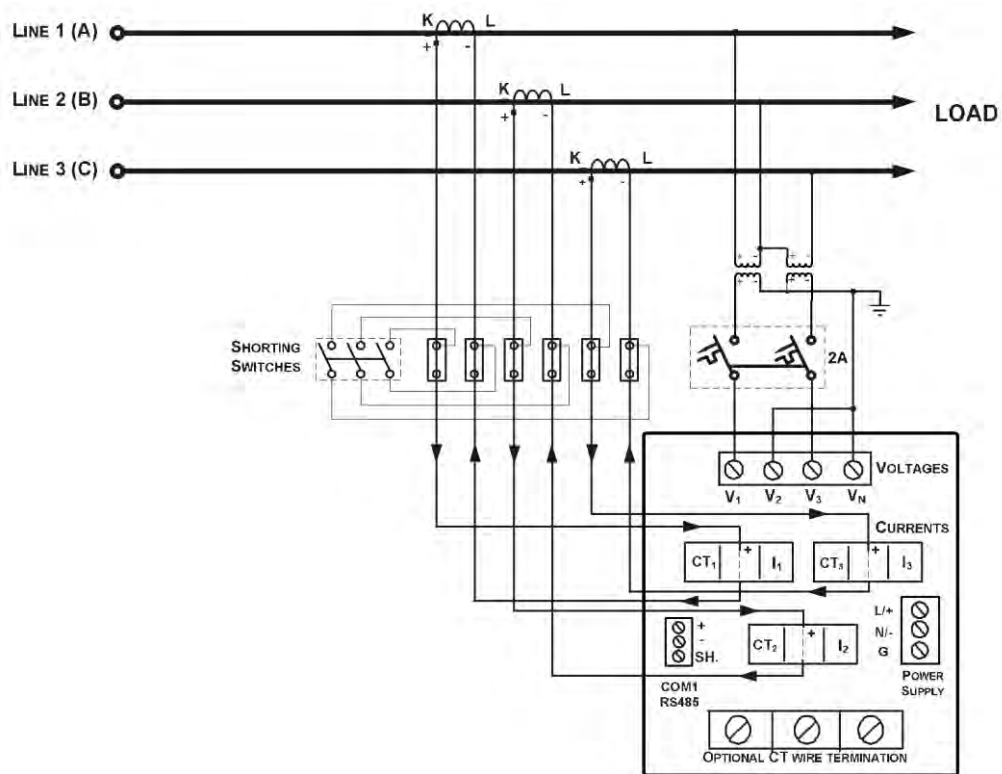 K L
LINE 1 (A)
+ -
K L
LINE 2 (B)
+ -
LOAD
K L
LINE 3 (C)
+ -
+ - + -
+ - + -
SHORTING
SWITCHES
2A
VOLTAGES
V1 V2 V3 VN
CURRENTS
CT1 + I1
CT3 + I3
L/+
N/-
G
POWER
SUPPLY
+
-
SH.
COM1
RS485
CT2 + I2
OPTIONAL CT WIRE TERMINATION